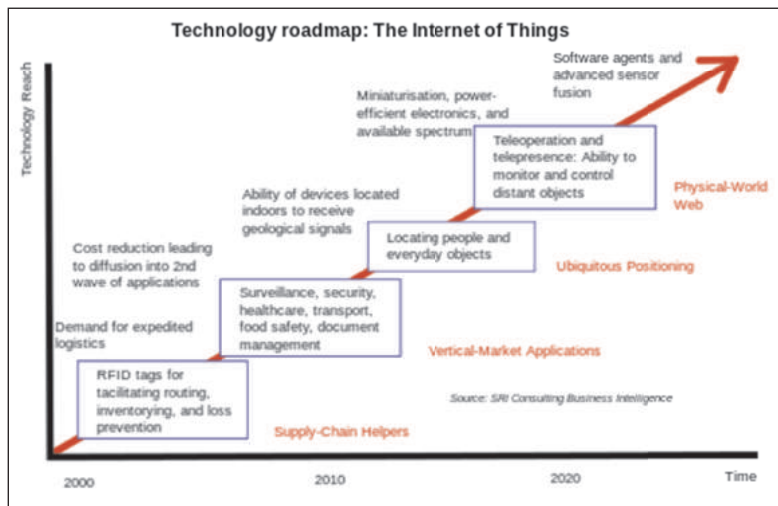 Technology roadmap: The Internet of Things
Software agents and
advanced sensor
fusion
Miniaturisation, power-
efficient electronics, and
available spectrum
Technology Reach
Teleoperation and
telepresence: Ability to
monitor and control
distant objects
Physical-World
Web
Ability of devices located
indoors to receive
geological signals
Locating people and
everyday objects
Ubiquitous Positioning
Cost reduction leading
to diffusion into 2nd
wave of applications
Surveillance, security,
healthcare, transport,
food safety, document
management
Vertical-Market Applications
Demand for expedited
logistics
RFID tags for
tacilitating routing,
inventorying, and loss
prevention
Source: SRI Consulting Business Intelligence
Supply-Chain Helpers
2000 2010 2020 Time